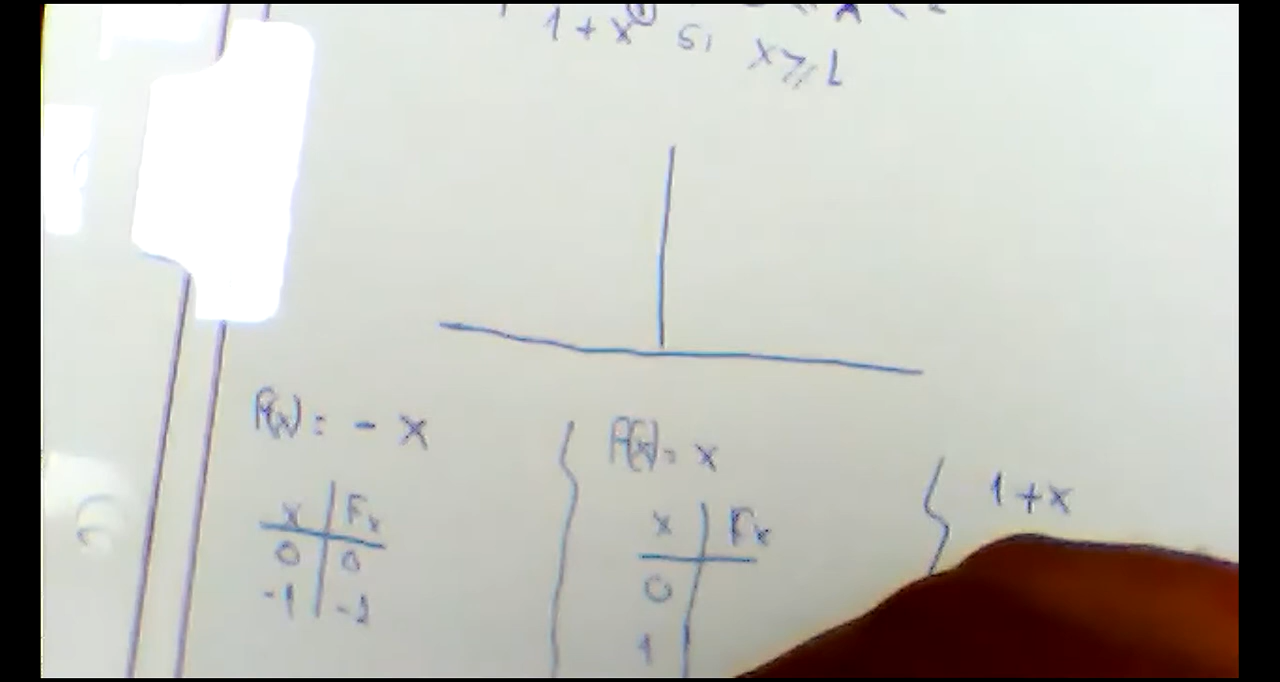 1 + x si x ≥ 1
f(x) = - x
f(x) = x
1 + x
x | Fx
0 | 0
-1 | -1
x | Fx
0
1